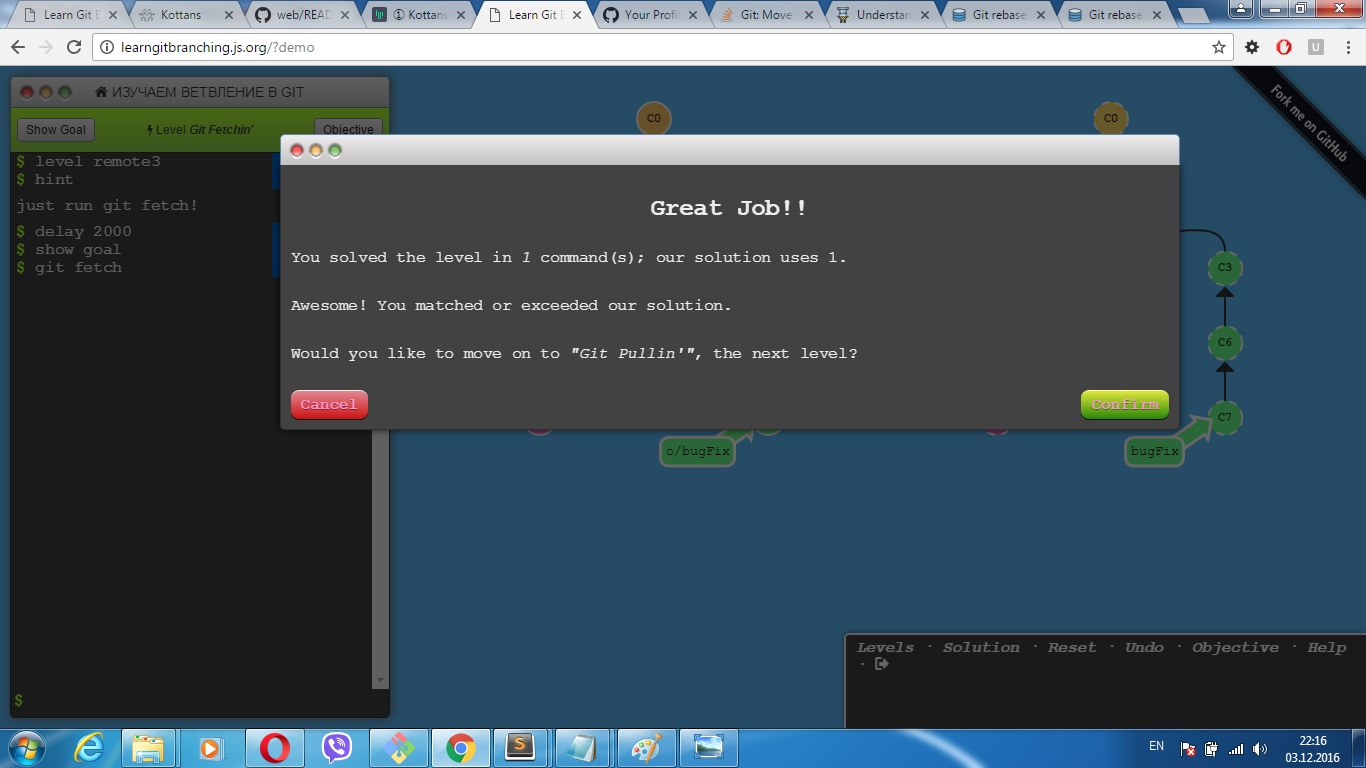 Learn Git E
Kottans
web/READ
① Kottans
Learn Git E
Your Profi
Git: Move
Understan
Git rebase
Git rebase
learngitbranching.js.org/?demo
U
ИЗУЧАЕМ ВЕТВЛЕНИЕ В GIT
Show Goal
Level Git Fetchin'
Objective
$ level remote3
$ hint
just run git fetch!
$ delay 2000
$ show goal
$ git fetch
$
C0
C0
Fork me on GitHub
Great Job!!
You solved the level in 1 command(s); our solution uses 1.
Awesome! You matched or exceeded our solution.
Would you like to move on to "Git Pullin'", the next level?
Cancel
Confirm
C3
C6
C7
o/bugFix
bugFix
Levels · Solution · Reset · Undo · Objective · Help
·
S
EN
22:16
03.12.2016